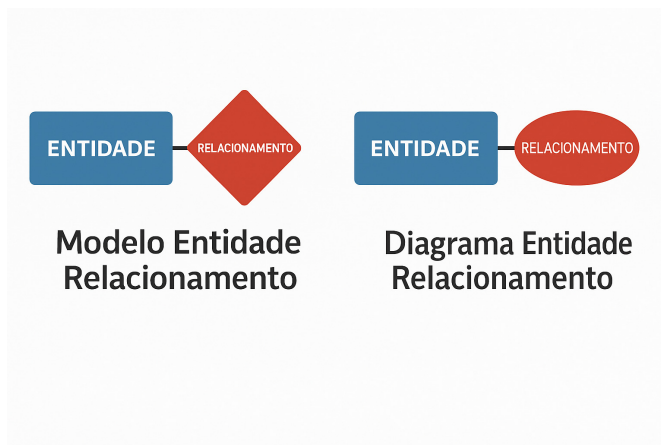 ENTIDADE
RELACIONAMENTO
Modelo Entidade
Relacionamento
ENTIDADE
RELACIONAMENTO
Diagrama Entidade
Relacionamento